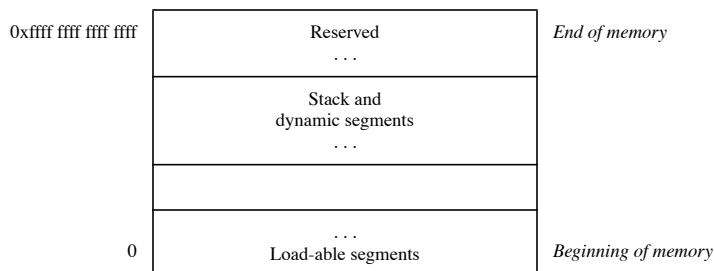 0xffff ffff ffff ffff Reserved End of memory
. . .
Stack and
dynamic segments
. . .
. . .
0 Load-able segments Beginning of memory